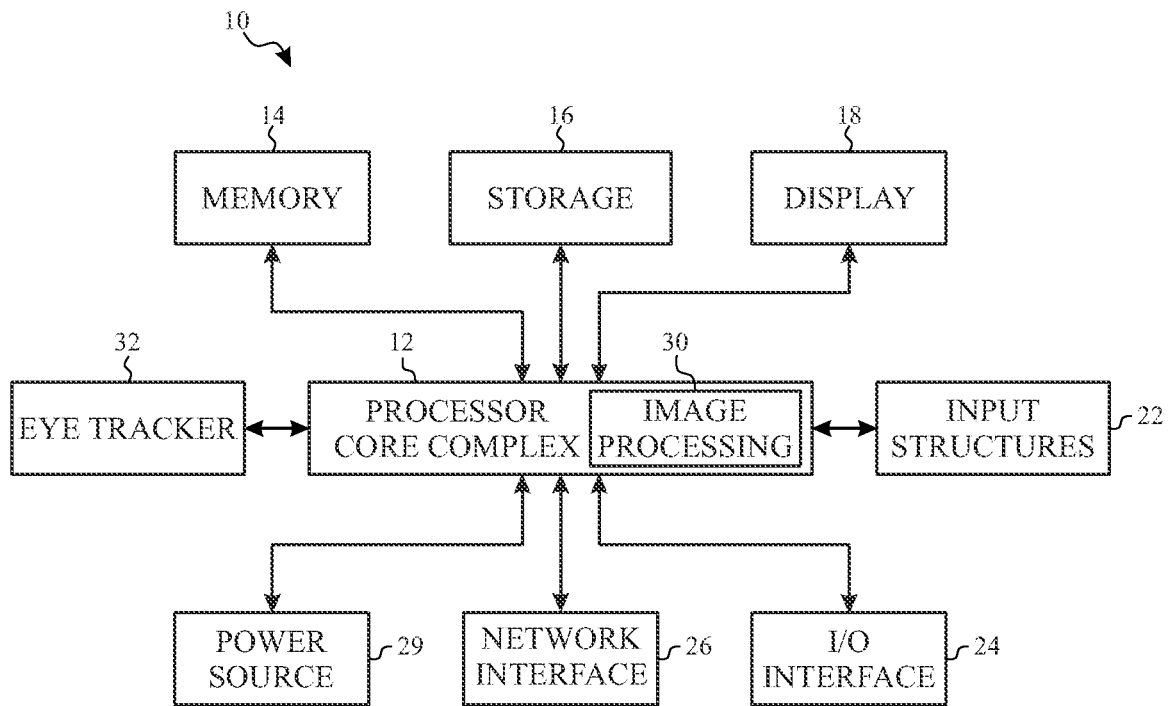 10
14
16
18
MEMORY
STORAGE
DISPLAY
32
12
30
EYE TRACKER
PROCESSOR
CORE COMPLEX
IMAGE
PROCESSING
INPUT
STRUCTURES
22
POWER
SOURCE
29
NETWORK
INTERFACE
26
I/O
INTERFACE
24